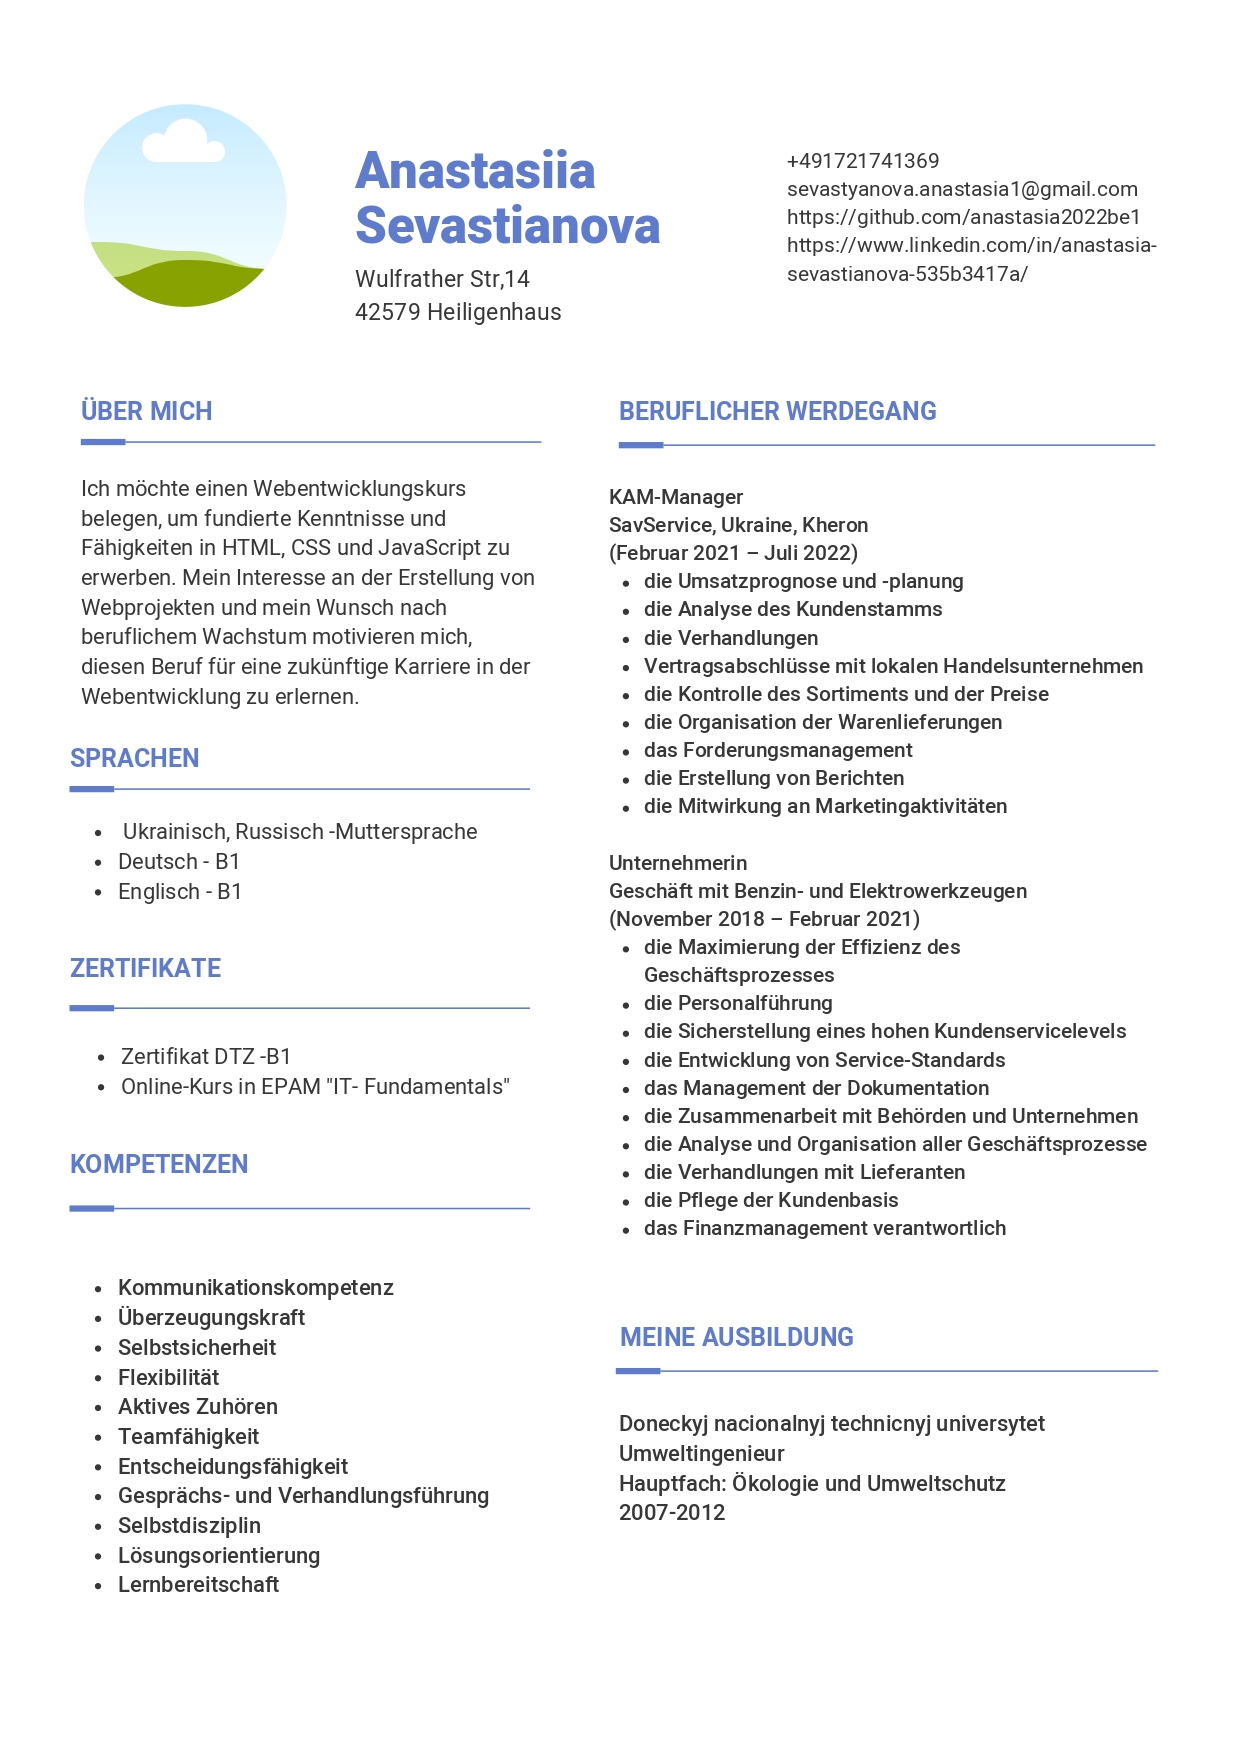 Anastasiia
Sevastianova
Wulfrather Str,14
42579 Heiligenhaus
+491721741369
sevastyanova.anastasia1@gmail.com
https://github.com/anastasia2022be1
https://www.linkedin.com/in/anastasia-
sevastianova-535b3417a/
ÜBER MICH
Ich möchte einen Webentwicklungskurs
belegen, um fundierte Kenntnisse und
Fähigkeiten in HTML, CSS und JavaScript zu
erwerben. Mein Interesse an der Erstellung von
Webprojekten und mein Wunsch nach
beruflichem Wachstum motivieren mich,
diesen Beruf für eine zukünftige Karriere in der
Webentwicklung zu erlernen.
SPRACHEN
• Ukrainisch, Russisch -Muttersprache
• Deutsch - B1
• Englisch - B1
ZERTIFIKATE
• Zertifikat DTZ -B1
• Online-Kurs in EPAM "IT- Fundamentals"
KOMPETENZEN
• Kommunikationskompetenz
• Überzeugungskraft
• Selbstsicherheit
• Flexibilität
• Aktives Zuhören
• Teamfähigkeit
• Entscheidungsfähigkeit
• Gesprächs- und Verhandlungsführung
• Selbstdisziplin
• Lösungsorientierung
• Lernbereitschaft
BERUFLICHER WERDEGANG
KAM-Manager
SavService, Ukraine, Kheron
(Februar 2021 – Juli 2022)
• die Umsatzprognose und -planung
• die Analyse des Kundenstamms
• die Verhandlungen
• Vertragsabschlüsse mit lokalen Handelsunternehmen
• die Kontrolle des Sortiments und der Preise
• die Organisation der Warenlieferungen
• das Forderungsmanagement
• die Erstellung von Berichten
• die Mitwirkung an Marketingaktivitäten
Unternehmerin
Geschäft mit Benzin- und Elektrowerkzeugen
(November 2018 – Februar 2021)
• die Maximierung der Effizienz des
Geschäftsprozesses
• die Personalführung
• die Sicherstellung eines hohen Kundenservicelevels
• die Entwicklung von Service-Standards
• das Management der Dokumentation
• die Zusammenarbeit mit Behörden und Unternehmen
• die Analyse und Organisation aller Geschäftsprozesse
• die Verhandlungen mit Lieferanten
• die Pflege der Kundenbasis
• das Finanzmanagement verantwortlich
MEINE AUSBILDUNG
Doneckyj nacionalnyj technicnyj universytet
Umweltingenieur
Hauptfach: Ökologie und Umweltschutz
2007-2012